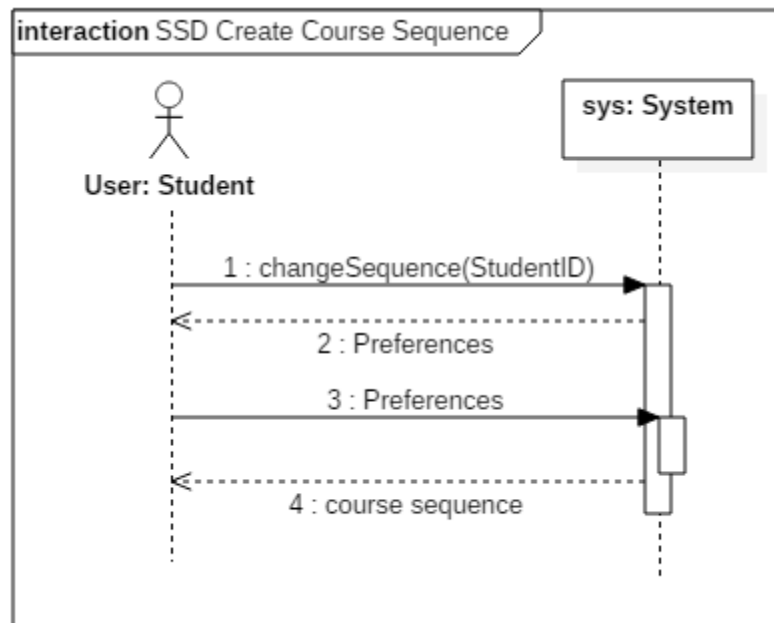 interaction SSD Create Course Sequence
sys: System
User: Student
1 : changeSequence(StudentID)
2 : Preferences
3 : Preferences
4 : course sequence